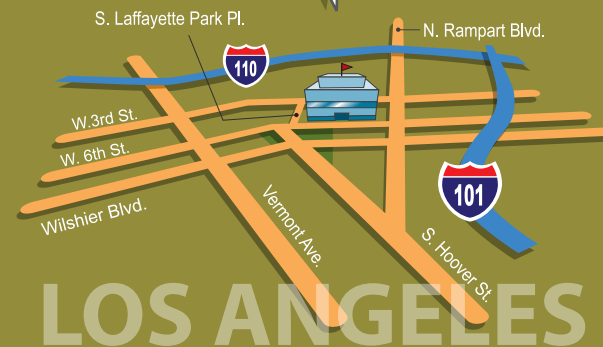 S. Laffayette Park Pl.
N. Rampart Blvd.
110
W.3rd St.
W. 6th St.
Wilshier Blvd.
101
Vermont Ave.
S. Hoover St.
LOS ANGELES